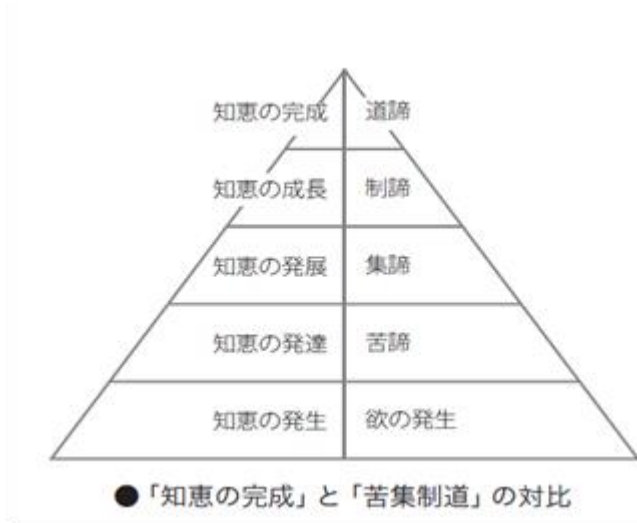 知恵の完成 道諦
知恵の成長 制諦
知恵の発展 集諦
知恵の発達 苦諦
知恵の発生 欲の発生
●「知恵の完成」と「苦集制道」の対比